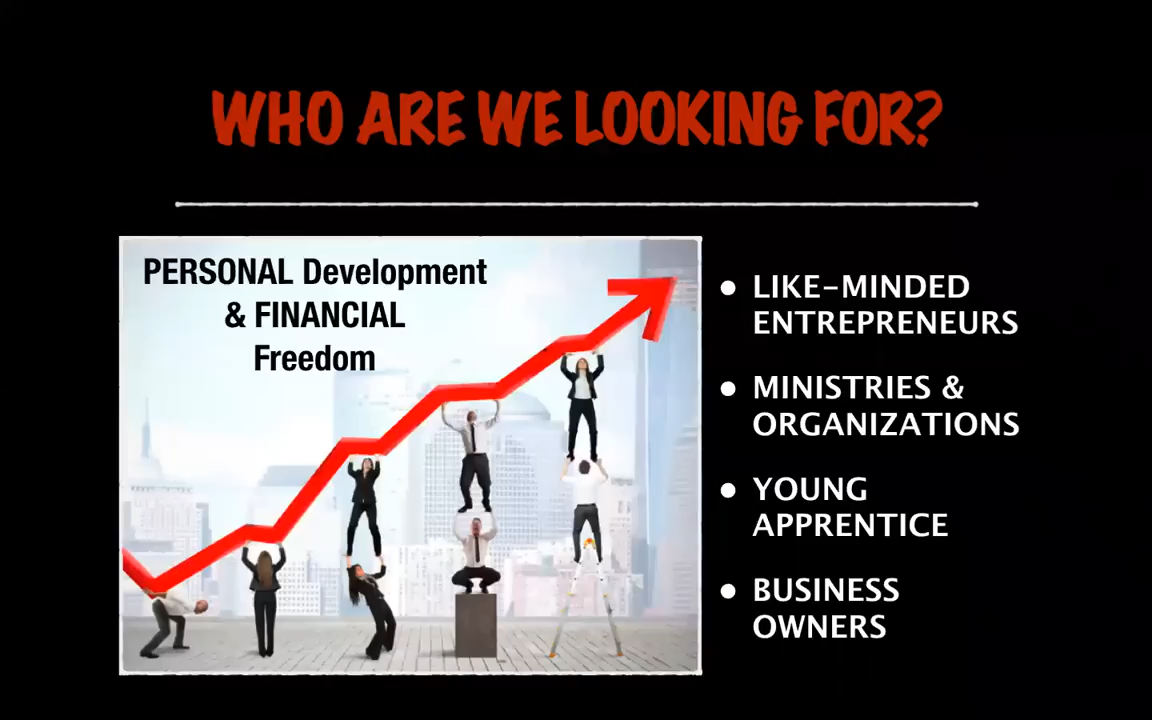 WHO ARE WE LOOKING FOR?
PERSONAL Development
& FINANCIAL
Freedom
• LIKE-MINDED
ENTREPRENEURS
• MINISTRIES &
ORGANIZATIONS
• YOUNG
APPRENTICE
• BUSINESS
OWNERS